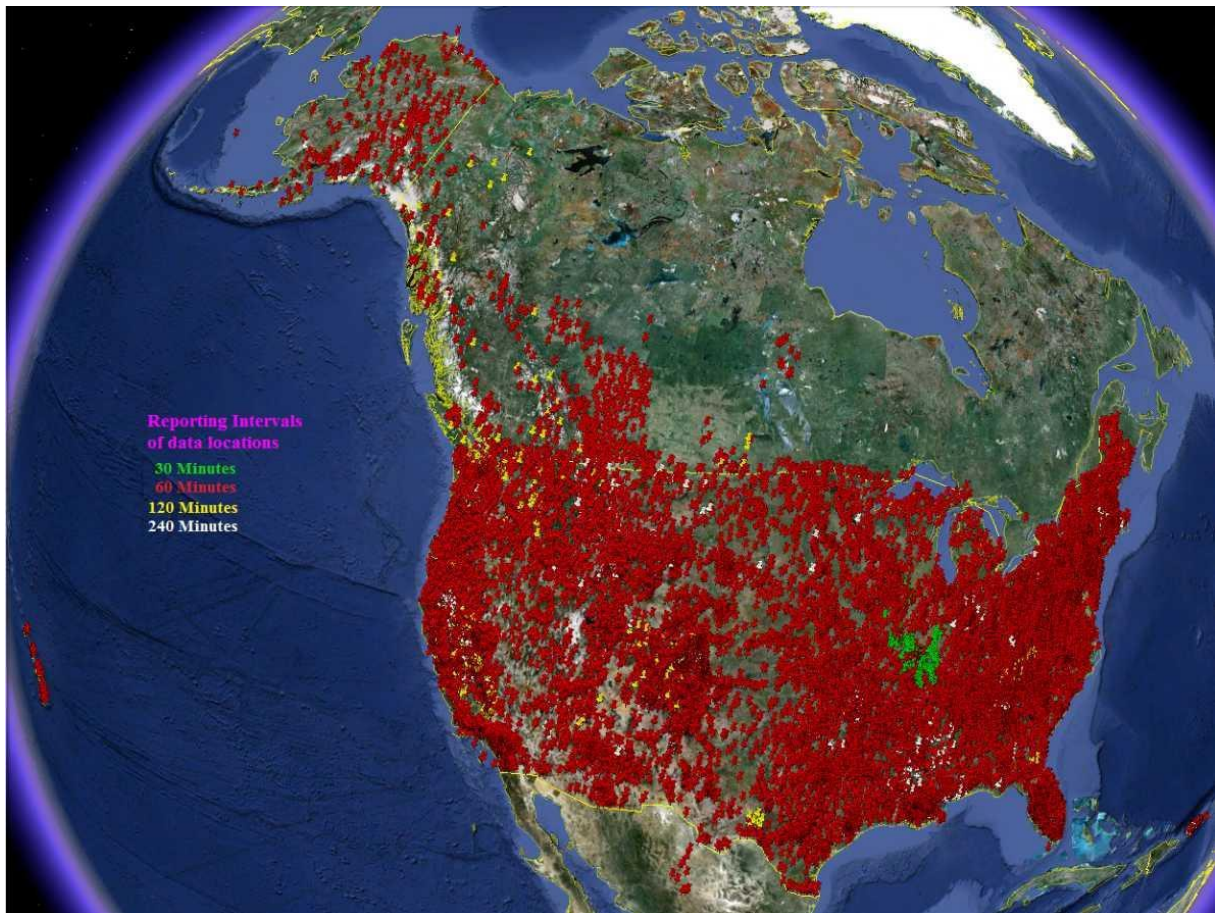 Reporting Intervals
of data locations
30 Minutes
60 Minutes
120 Minutes
240 Minutes